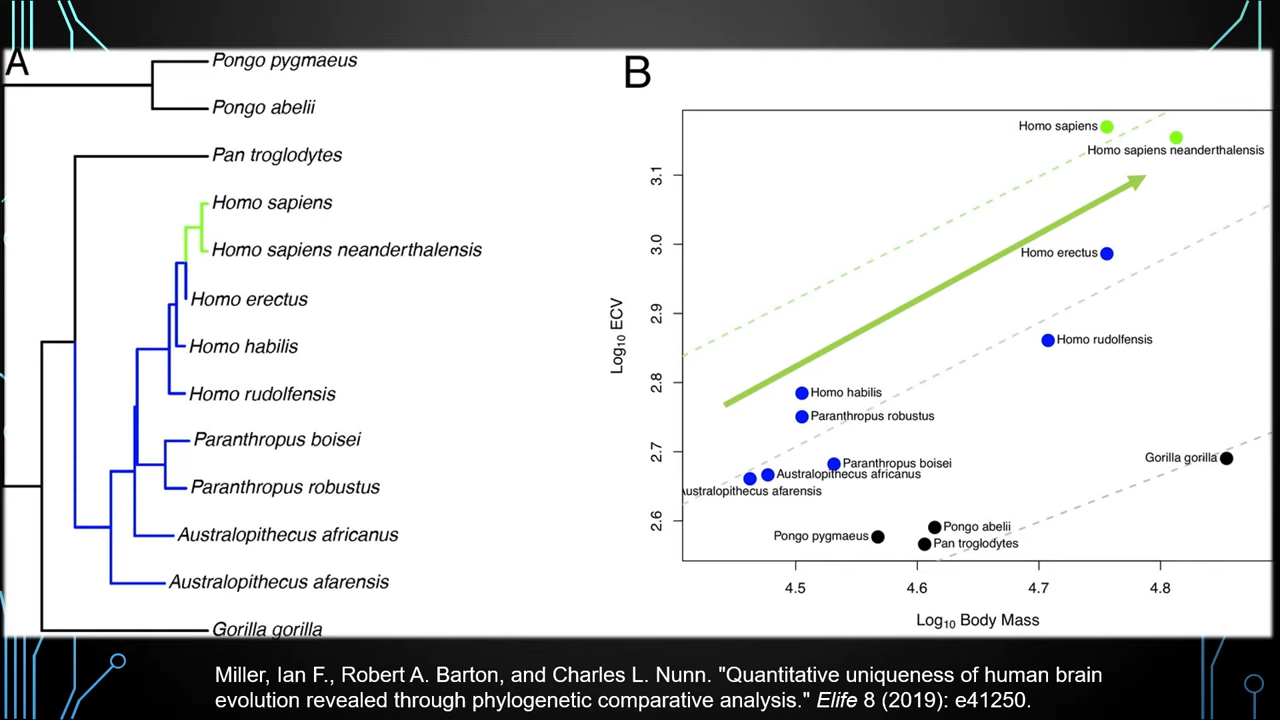 A
Pongo pygmaeus
Pongo abelii
Pan troglodytes
Homo sapiens
Homo sapiens neanderthalensis
Homo erectus
Homo habilis
Homo rudolfensis
Paranthropus boisei
Paranthropus robustus
Australopithecus africanus
Australopithecus afarensis
Gorilla gorilla
B
Log10 ECV
3.1
3.0
2.9
2.8
2.7
2.6
Homo sapiens
Homo sapiens neanderthalensis
Homo erectus
Homo rudolfensis
Homo habilis
Paranthropus robustus
Gorilla gorilla
Paranthropus boisei
Australopithecus africanus
ustralopithecus afarensis
Pongo abelii
Pongo pygmaeus
Pan troglodytes
4.5 4.6 4.7 4.8
Log10 Body Mass
Miller, Ian F., Robert A. Barton, and Charles L. Nunn. "Quantitative uniqueness of human brain
evolution revealed through phylogenetic comparative analysis." Elife 8 (2019): e41250.